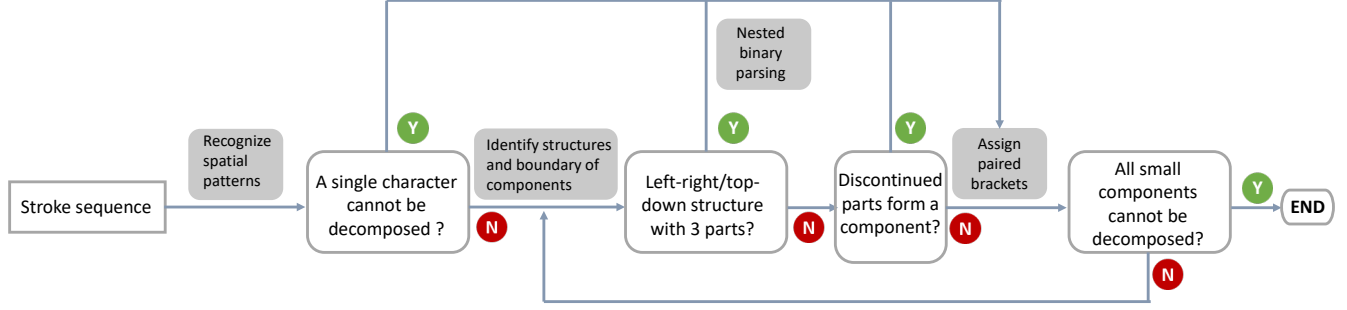 Stroke sequence
Recognize
spatial
patterns
A single character
cannot be
decomposed ?
Y
N
Identify structures
and boundary of
components
Left-right/top-
down structure
with 3 parts?
Y
N
Nested
binary
parsing
Discontinued
parts form a
component?
Y
N
Assign
paired
brackets
All small
components
cannot be
decomposed?
Y
N
END